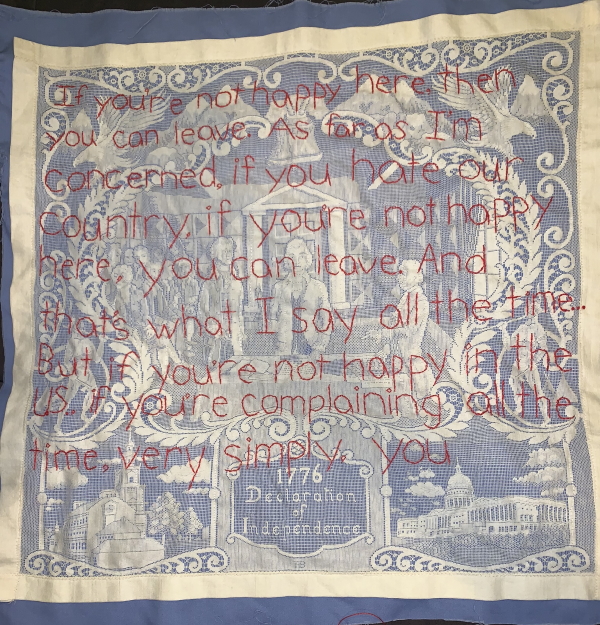 If you're not happy here, then
you can leave. As far as I'm
concerned, if you hate our
country, if you're not happy
here, you can leave. And
that's what I say all the time..
But if you're not happy in the
US.. if you're complaining all the
time, very simply, you
1776
Declaration
of
Independence